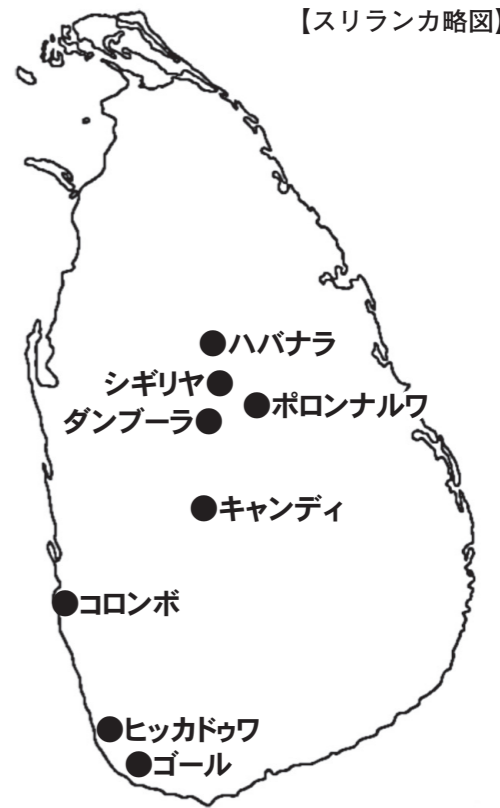 【スリランカ略図】
ハバナラ
シギリヤ
ポロンナルワ
ダンブーラ
キャンディ
コロンボ
ヒッカドゥワ
ゴール